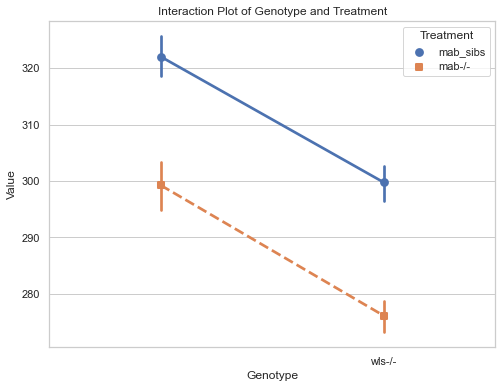 Interaction Plot of Genotype and Treatment
Treatment
mab_sibs
mab-/-
320
310
300
290
280
Value
wls-/-
Genotype